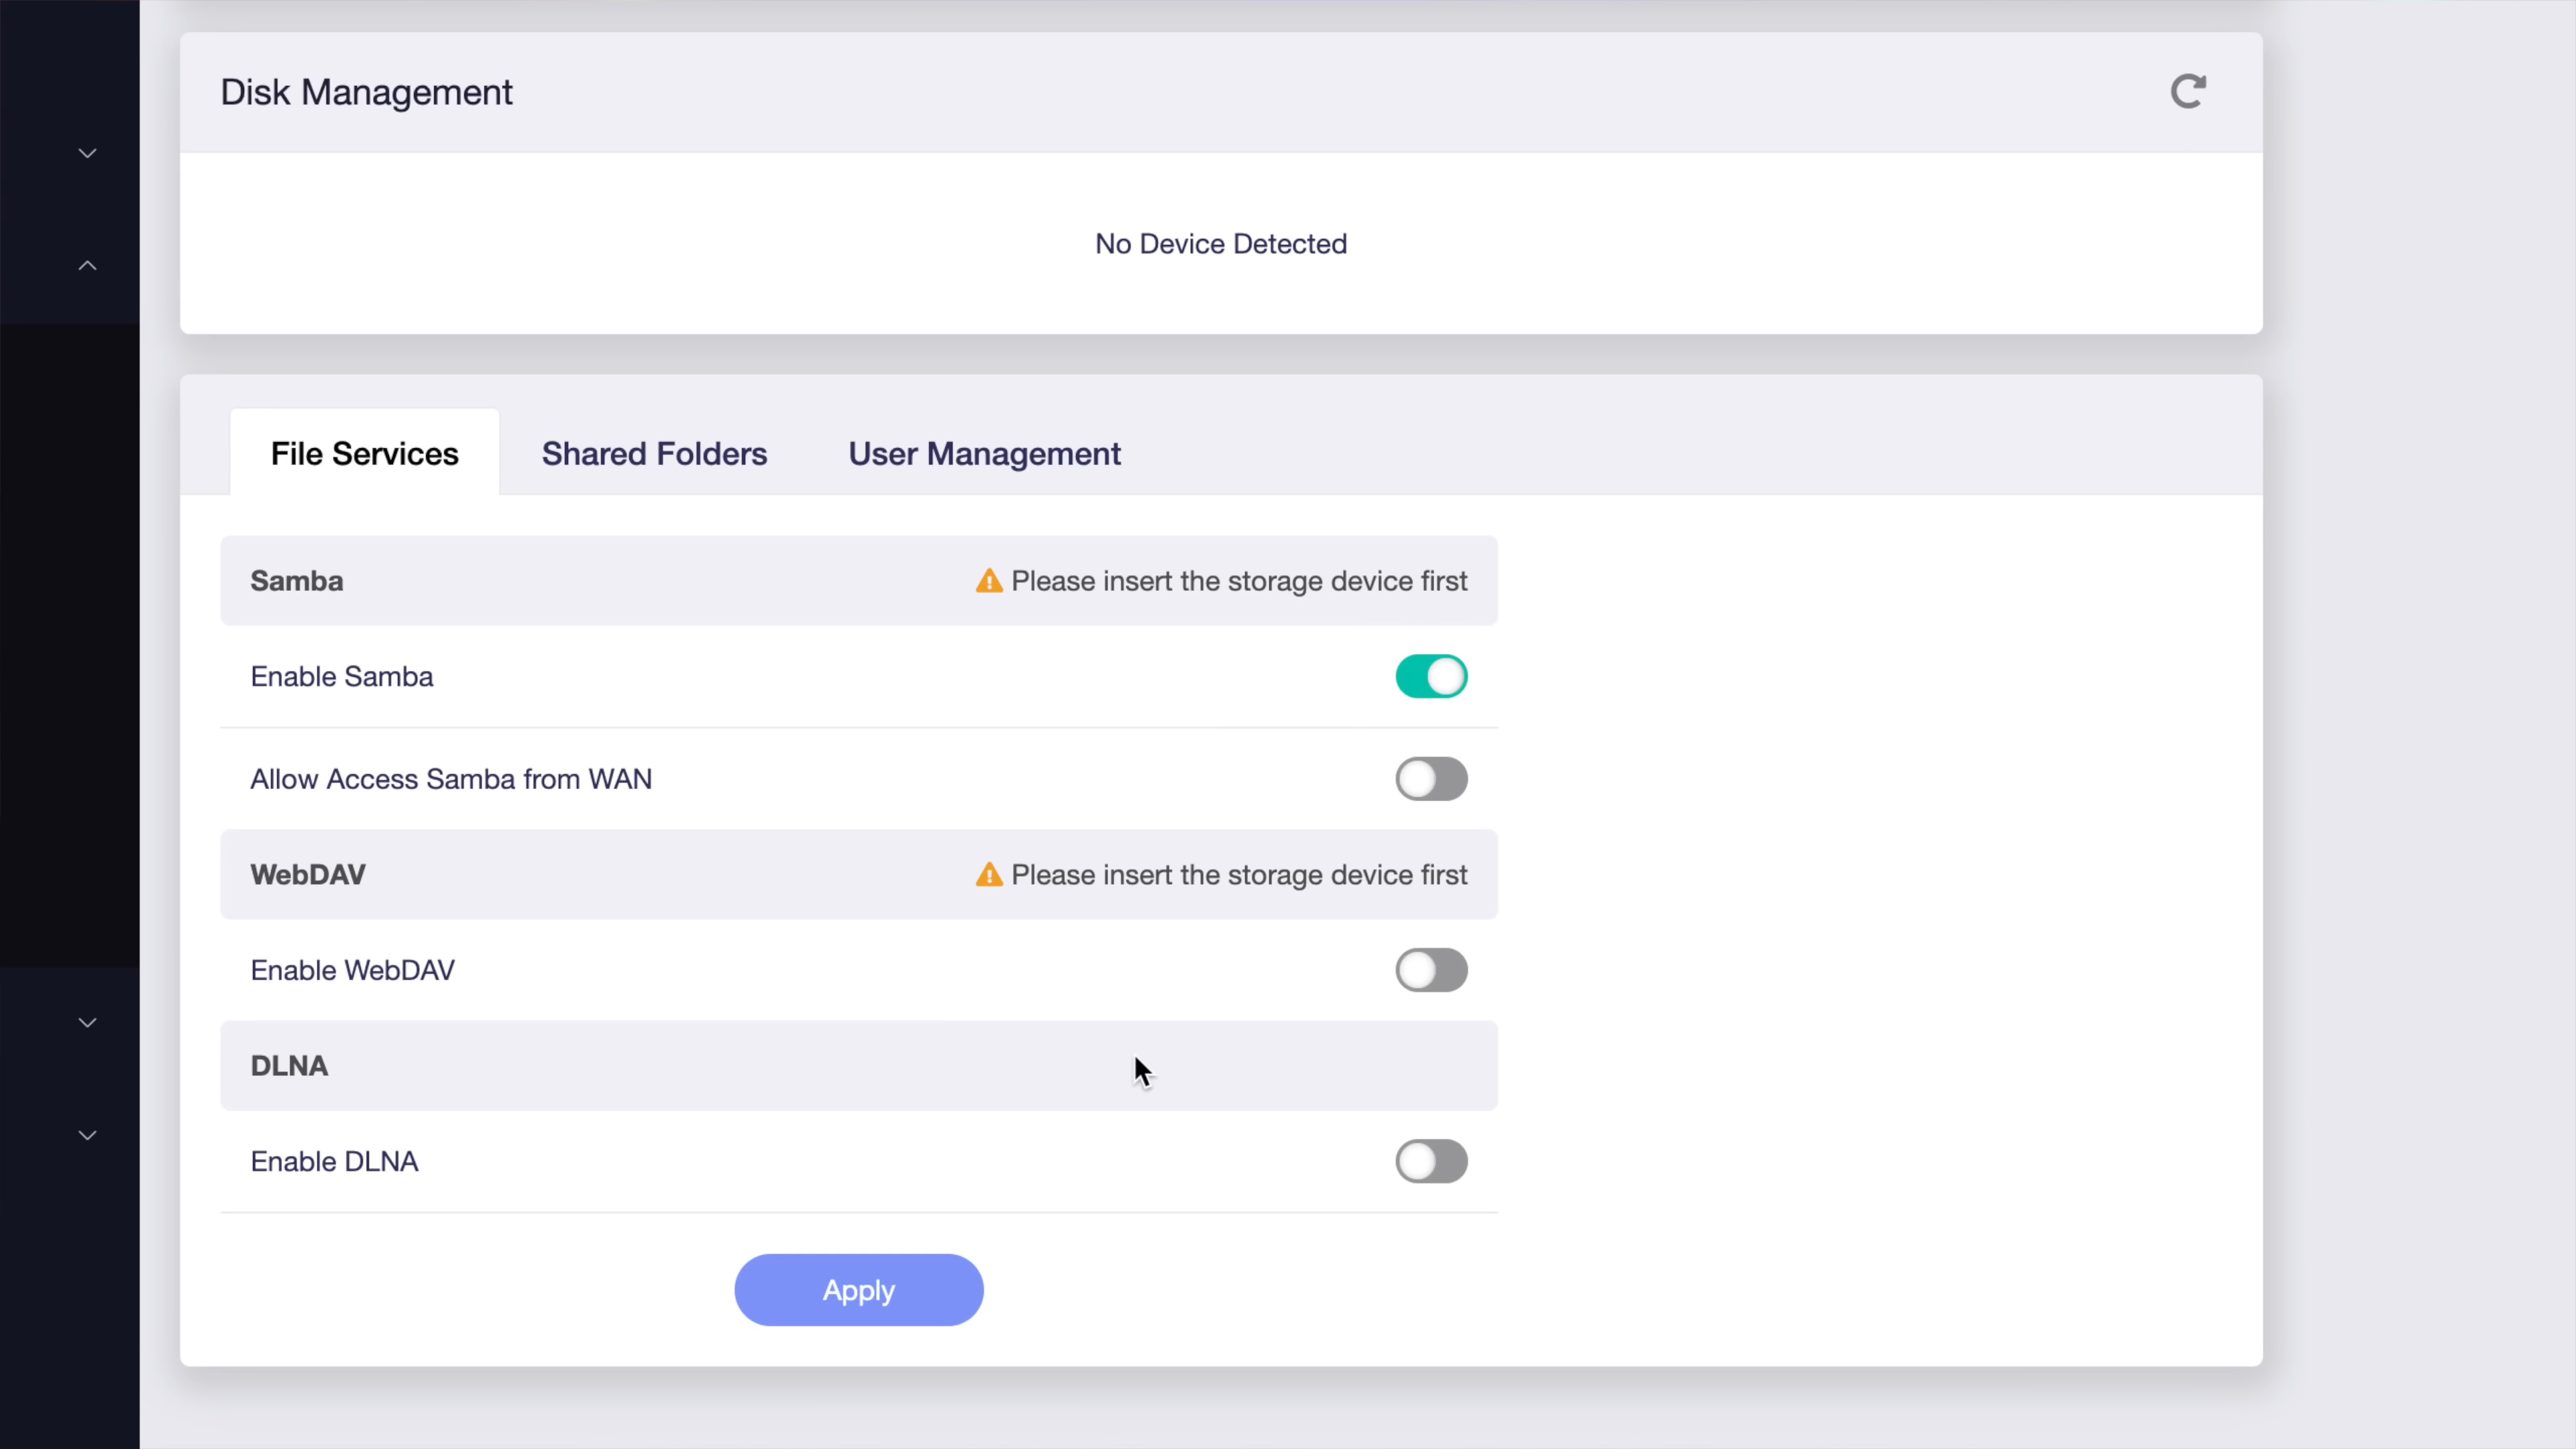 Disk Management
No Device Detected
File Services
Shared Folders
User Management
Samba
Please insert the storage device first
Enable Samba
Allow Access Samba from WAN
WebDAV
Please insert the storage device first
Enable WebDAV
DLNA
Enable DLNA
Apply